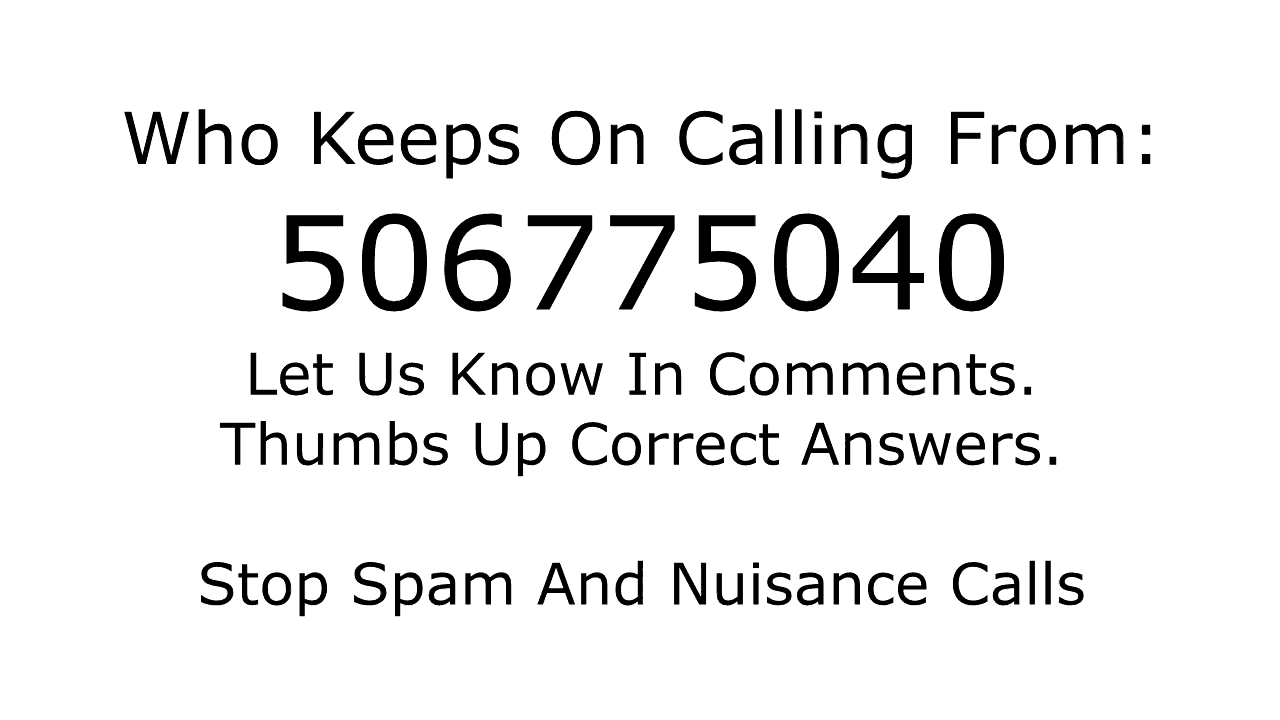 Who Keeps On Calling From:
506775040
Let Us Know In Comments.
Thumbs Up Correct Answers.
Stop Spam And Nuisance Calls